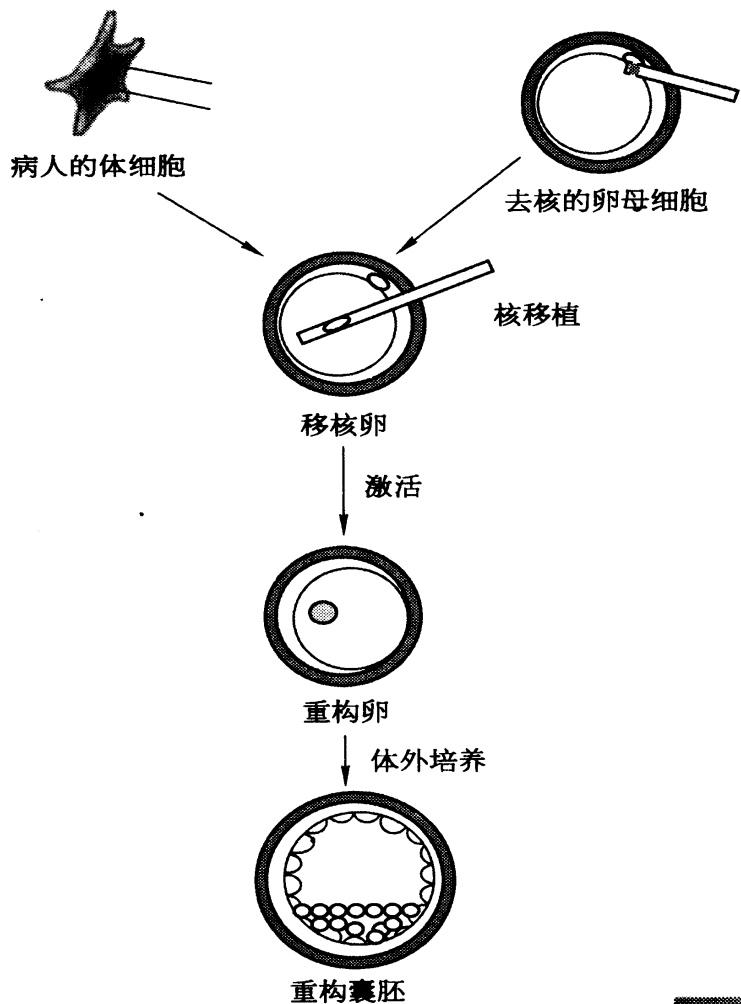 病人的体细胞
去核的卵母细胞
核移植
移核卵
激活
重构卵
体外培养
重构囊胚